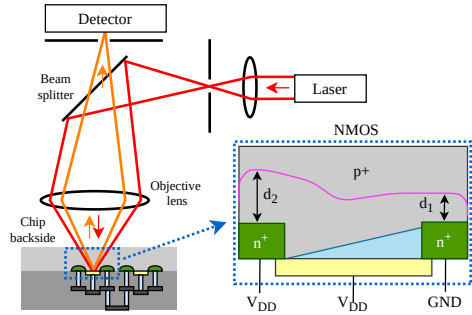 Detector
Beam
splitter
Laser
NMOS
p+
d2
d1
Objective
lens
Chip
backside
n+
n+
VDD
VDD
GND